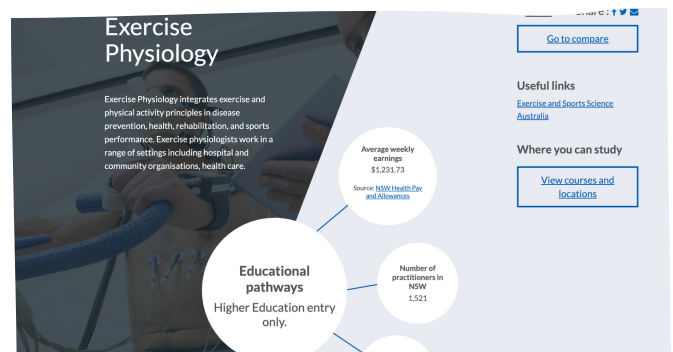 Exercise
Physiology
Exercise Physiology integrates exercise and
physical activity principles in disease
prevention, health, rehabilitation, and sports
performance. Exercise physiologists work in a
range of settings including hospital and
community organisations, health care.
Average weekly
earnings
$1,231.73
Source: NSW Health Pay
and Allowances
Educational
pathways
Higher Education entry
only.
Number of
practitioners in
NSW
1,521
Go to compare
Useful links
Exercise and Sports Science
Australia
Where you can study
View courses and
locations